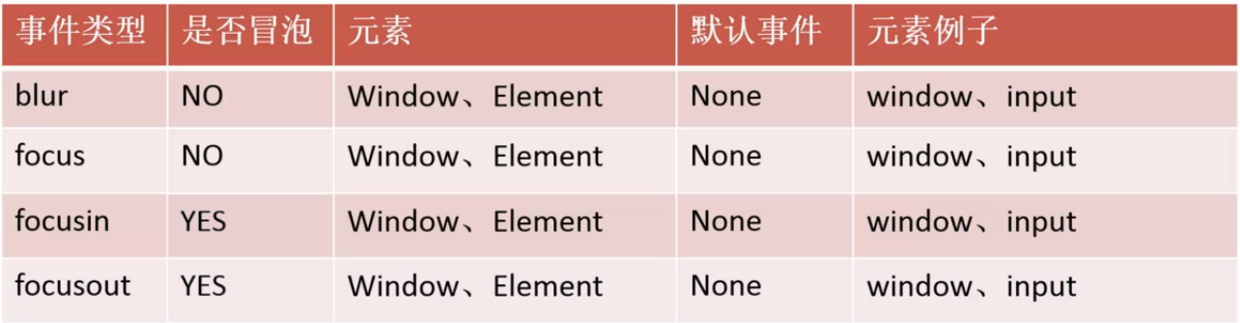 事件类型 是否冒泡 元素 默认事件 元素例子
blur NO Window、Element None window、input
focus NO Window、Element None window、input
focusin YES Window、Element None window、input
focusout YES Window、Element None window、input